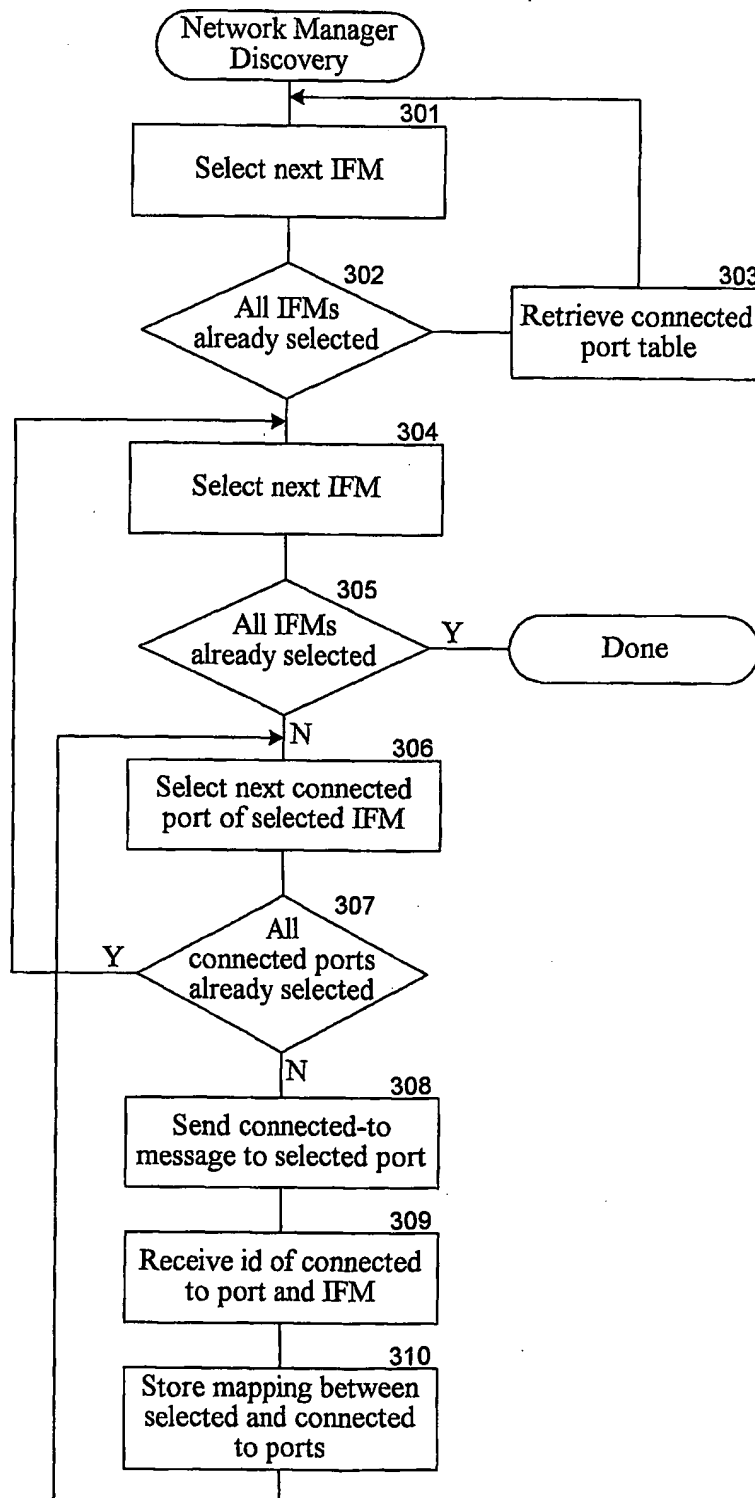 Network Manager
Discovery
301
Select next IFM
302
All IFMs
already selected
303
Retrieve connected
port table
304
Select next IFM
305
All IFMs
already selected
Y
Done
N
306
Select next connected
port of selected IFM
307
All
connected ports
already selected
Y
N
308
Send connected-to
message to selected port
309
Receive id of connected
to port and IFM
310
Store mapping between
selected and connected
to ports